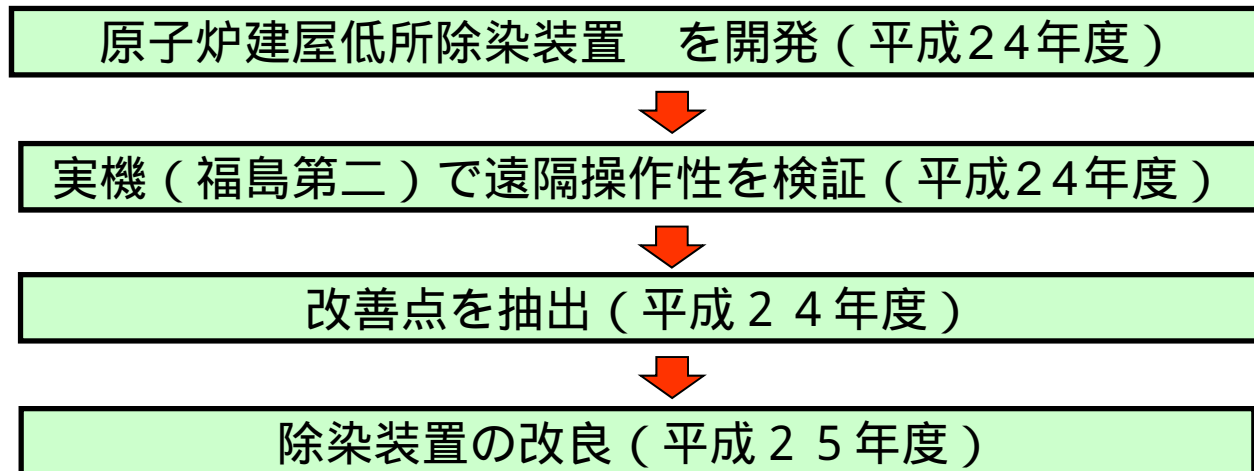 原子炉建屋低所除染装置　を開発（平成24年度）
実機（福島第二）で遠隔操作性を検証（平成24年度）
改善点を抽出（平成２４年度）
除染装置の改良（平成２５年度）